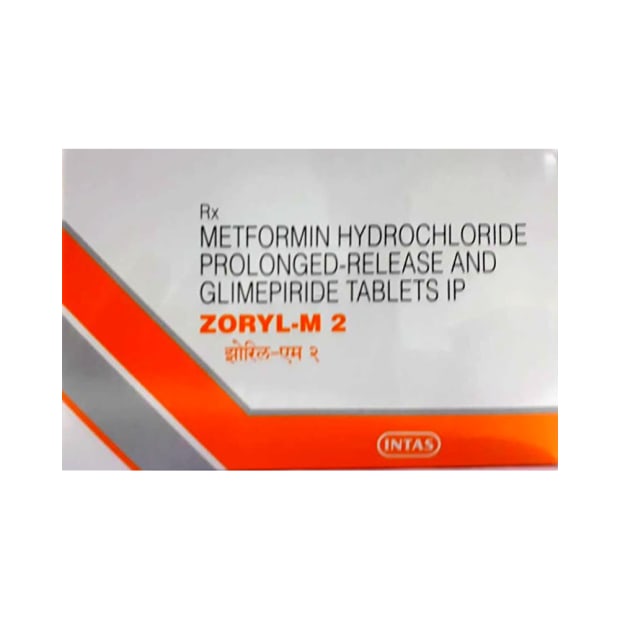 Rx
METFORMIN HYDROCHLORIDE
PROLONGED-RELEASE AND
GLIMEPIRIDE TABLETS IP
ZORYL-M 2
झोरिल-एम २
INTAS